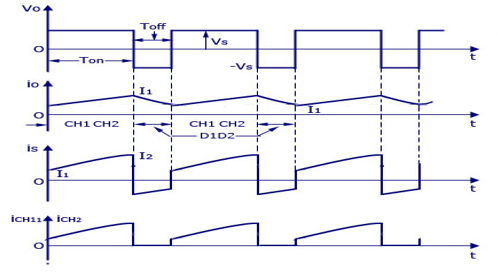 Vo
Toff
Vs
O
Ton
-Vs
t
io
I1
I1
O
CH1 CH2
CH1 CH2
D1D2
t
is
I2
I1
O
t
iCH11 iCH2
O
t